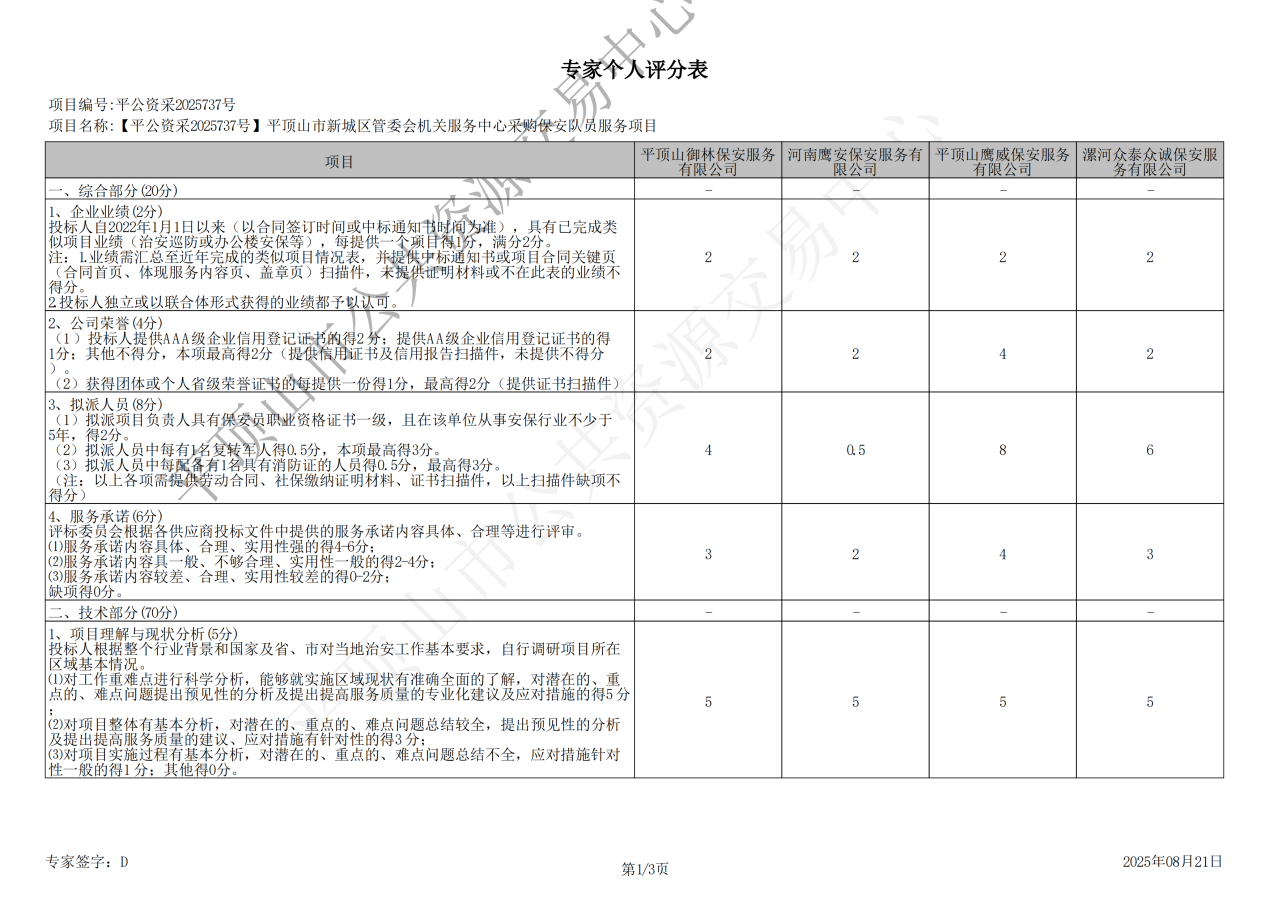 专家个人评分表
项目编号:平公资采2025737号
项目名称:【平公资采2025737号】平顶山市新城区管委会机关服务中心采购保安队员服务项目
项目 平顶山御林保安服务有限公司 河南鹰安保安服务有限公司 平顶山鹰威保安服务有限公司 漯河众泰众诚保安服务有限公司
一、综合部分(20分) - - - -
1、企业业绩(2分)
投标人自2022年1月1日以来（以合同签订时间或中标通知书时间为准），具有已完成类
似项目业绩（治安巡防或办公楼安保等），每提供一个项目得1分，满分2分。
注：1.业绩需汇总至近年完成的类似项目情况表，并提供中标通知书或项目合同关键页
（合同首页、体现服务内容页、盖章页）扫描件，未提供证明材料或不在此表的业绩不
得分。
2.投标人独立或以联合体形式获得的业绩都予以认可。
2 2 2 2
2、公司荣誉(4分)
（1）投标人提供AAA级企业信用登记证书的得2分；提供AA级企业信用登记证书的得
1分；其他不得分，本项最高得2分（提供信用证书及信用报告扫描件，未提供不得分
）。
（2）获得团体或个人省级荣誉证书的每提供一份得1分，最高得2分（提供证书扫描件）
2 2 4 2
3、拟派人员(8分)
（1）拟派项目负责人具有保安员职业资格证书一级，且在该单位从事安保行业不少于
5年，得2分。
（2）拟派人员中每有1名复转军人得0.5分，本项最高得3分。
（3）拟派人员中每配备有1名具有消防证的人员得0.5分，最高得3分。
（注：以上各项需提供劳动合同、社保缴纳证明材料、证书扫描件，以上扫描件缺项不
得分）
4 0.5 8 6
4、服务承诺(6分)
评标委员会根据各供应商投标文件中提供的服务承诺内容具体、合理等进行评审。
⑴服务承诺内容具体、合理、实用性强的得4-6分；
⑵服务承诺内容具一般、不够合理、实用性一般的得2-4分；
⑶服务承诺内容较差、合理、实用性较差的得0-2分；
缺项得0分。
3 2 4 3
二、技术部分(70分) - - - -
1、项目理解与现状分析(5分)
投标人根据整个行业背景和国家及省、市对当地治安工作基本要求，自行调研项目所在
区域基本情况。
⑴对工作重难点进行科学分析，能够就实施区域现状有准确全面的了解，对潜在的、重
点的、难点问题提出预见性的分析及提出提高服务质量的专业化建议及应对措施的得5分
；
⑵对项目整体有基本分析，对潜在的、重点的、难点问题总结较全，提出预见性的分析
及提出提高服务质量的建议、应对措施有针对性的得3分；
⑶对项目实施过程有基本分析，对潜在的、重点的、难点问题总结不全，应对措施针对
性一般的得1分；其他得0分。
5 5 5 5
平顶山市公共资源交易中心
平顶山市公共资源交易中心
专家签字：D
第1/3页
2025年08月21日